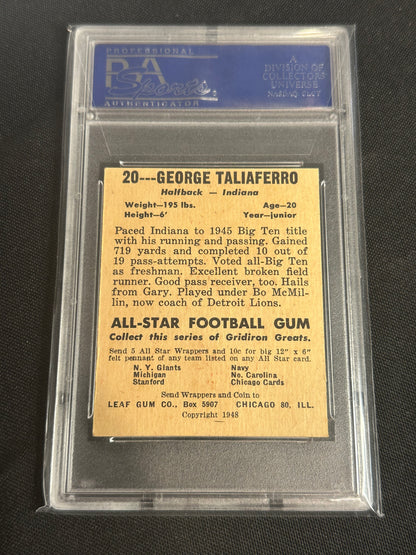 PROFESSIONAL
PSA
Sports
AUTHENTICATOR
A
DIVISION OF
COLLECTORS
UNIVERSE
NASDAQ: CLCT
20---GEORGE TALIAFERRO
Halfback — Indiana
Weight—195 lbs. Age—20
Height—6' Year—junior
Paced Indiana to 1945 Big Ten title
with his running and passing. Gained
719 yards and completed 10 out of
19 pass-attempts. Voted all-Big Ten
as freshman. Excellent broken field
runner. Good pass receiver, too. Hails
from Gary. Played under Bo McMil-
lin, now coach of Detroit Lions.
ALL-STAR FOOTBALL GUM
Collect this series of Gridiron Greats.
Send 5 All Star Wrappers and 10c for big 12" x 6"
felt pennant of any team listed on any All Star card.
N. Y. Giants Navy
Michigan No. Carolina
Stanford Chicago Cards
Send Wrappers and Coin to
LEAF GUM CO., Box 5907 CHICAGO 80, ILL.
Copyright 1948